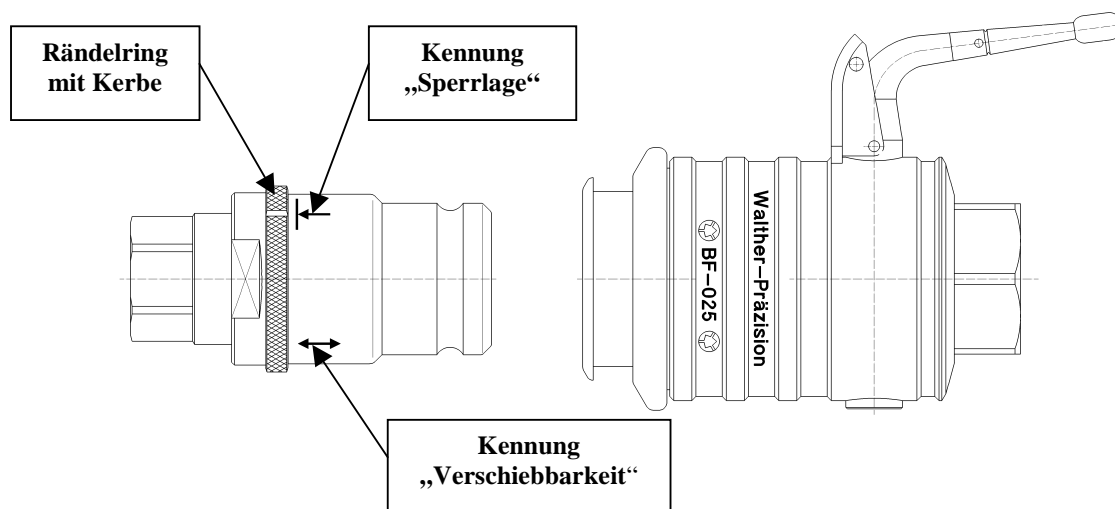 Rändelring
mit Kerbe
Kennung
„Sperrlage“
Walther-Präzision
BF-025
Kennung
„Verschiebbarkeit“